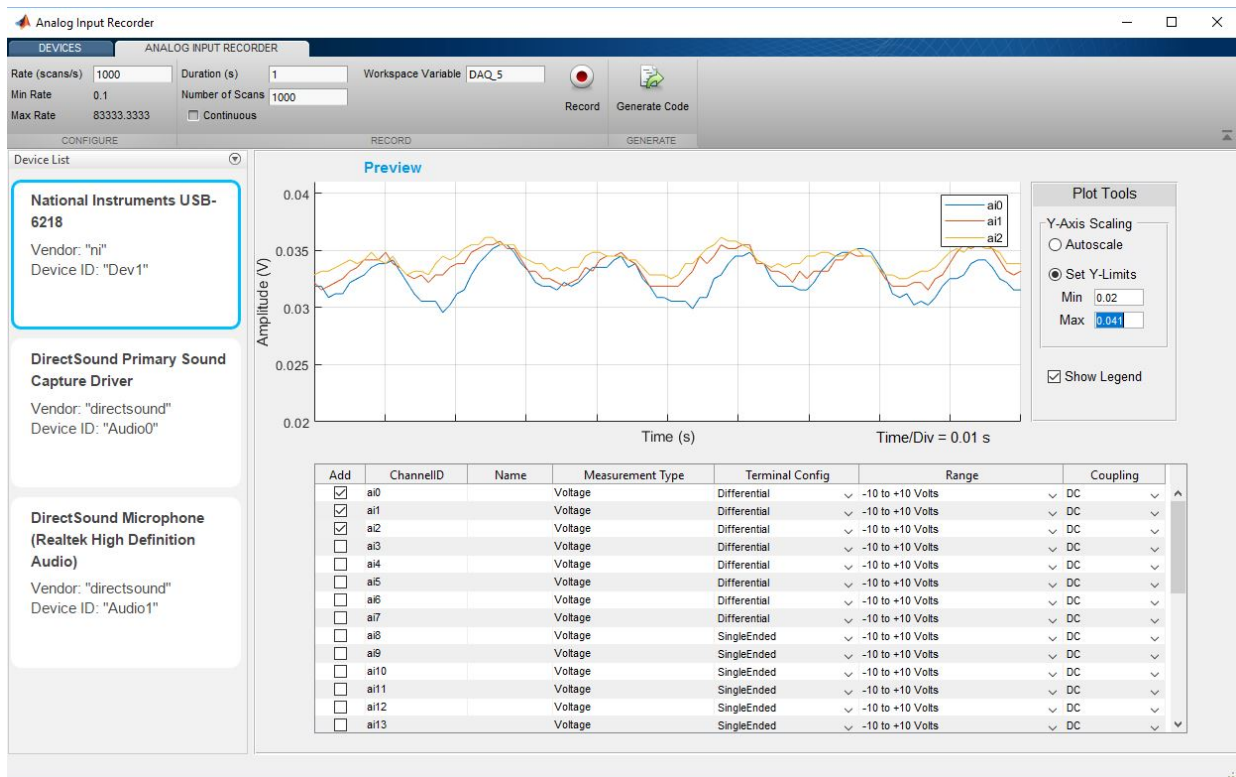 Analog Input Recorder
DEVICES ANALOG INPUT RECORDER
Rate (scans/s) 1000 Duration (s) 1 Workspace Variable DAQ_5
Min Rate 0.1 Number of Scans 1000
Max Rate 83333.3333 Continuous
Record Generate Code
CONFIGURE RECORD GENERATE
Device List
National Instruments USB-
6218
Vendor: "ni"
Device ID: "Dev1"
DirectSound Primary Sound
Capture Driver
Vendor: "directsound"
Device ID: "Audio0"
DirectSound Microphone
(Realtek High Definition
Audio)
Vendor: "directsound"
Device ID: "Audio1"
Preview
Amplitude (V)
0.04
0.035
0.03
0.025
0.02
ai0
ai1
ai2
Time (s) Time/Div = 0.01 s
Plot Tools
Y-Axis Scaling
Autoscale
Set Y-Limits
Min 0.02
Max 0.041
Show Legend
Add ChannelID Name Measurement Type Terminal Config Range Coupling
ai0 Voltage Differential -10 to +10 Volts DC
ai1 Voltage Differential -10 to +10 Volts DC
ai2 Voltage Differential -10 to +10 Volts DC
ai3 Voltage Differential -10 to +10 Volts DC
ai4 Voltage Differential -10 to +10 Volts DC
ai5 Voltage Differential -10 to +10 Volts DC
ai6 Voltage Differential -10 to +10 Volts DC
ai7 Voltage Differential -10 to +10 Volts DC
ai8 Voltage SingleEnded -10 to +10 Volts DC
ai9 Voltage SingleEnded -10 to +10 Volts DC
ai10 Voltage SingleEnded -10 to +10 Volts DC
ai11 Voltage SingleEnded -10 to +10 Volts DC
ai12 Voltage SingleEnded -10 to +10 Volts DC
ai13 Voltage SingleEnded -10 to +10 Volts DC